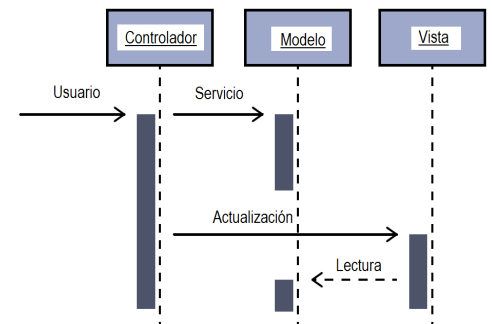 Controlador
Modelo
Vista
Usuario
Servicio
Actualización
Lectura